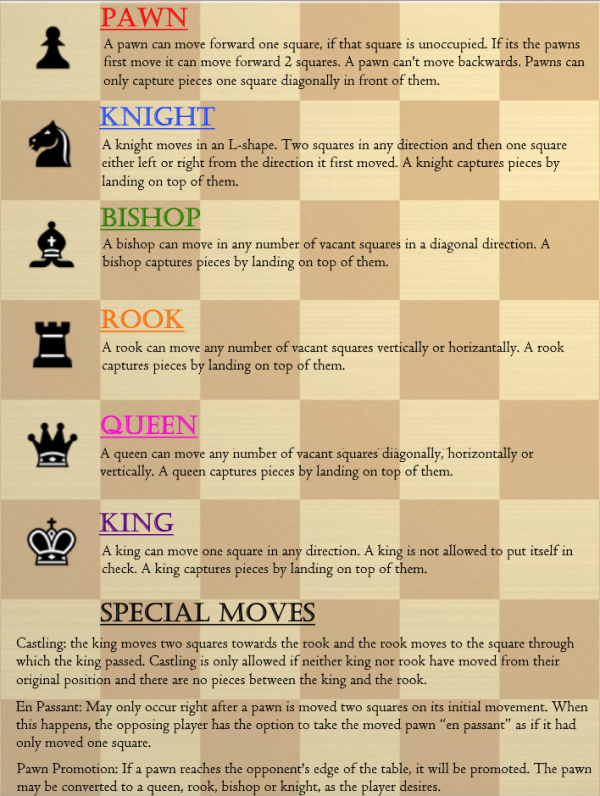 PAWN
A pawn can move forward one square, if that square is unoccupied. If its the pawns
first move it can move forward 2 squares. A pawn can't move backwards. Pawns can
only capture pieces one square diagonally in front of them.
KNIGHT
A knight moves in an L-shape. Two squares in any direction and then one square
either left or right from the direction it first moved. A knight captures pieces by
landing on top of them.
BISHOP
A bishop can move in any number of vacant squares in a diagonal direction. A
bishop captures pieces by landing on top of them.
ROOK
A rook can move any number of vacant squares vertically or horizantally. A rook
captures pieces by landing on top of them.
QUEEN
A queen can move any number of vacant squares diagonally, horizontally or
vertically. A queen captures pieces by landing on top of them.
KING
A king can move one square in any direction. A king is not allowed to put itself in
check. A king captures pieces by landing on top of them.
SPECIAL MOVES
Castling: the king moves two squares towards the rook and the rook moves to the square through
which the king passed. Castling is only allowed if neither king nor rook have moved from their
original position and there are no pieces between the king and the rook.
En Passant: May only occur right after a pawn is moved two squares on its initial movement. When
this happens, the opposing player has the option to take the moved pawn “en passant” as if it had
only moved one square.
Pawn Promotion: If a pawn reaches the opponent's edge of the table, it will be promoted. The pawn
may be converted to a queen, rook, bishop or knight, as the player desires.